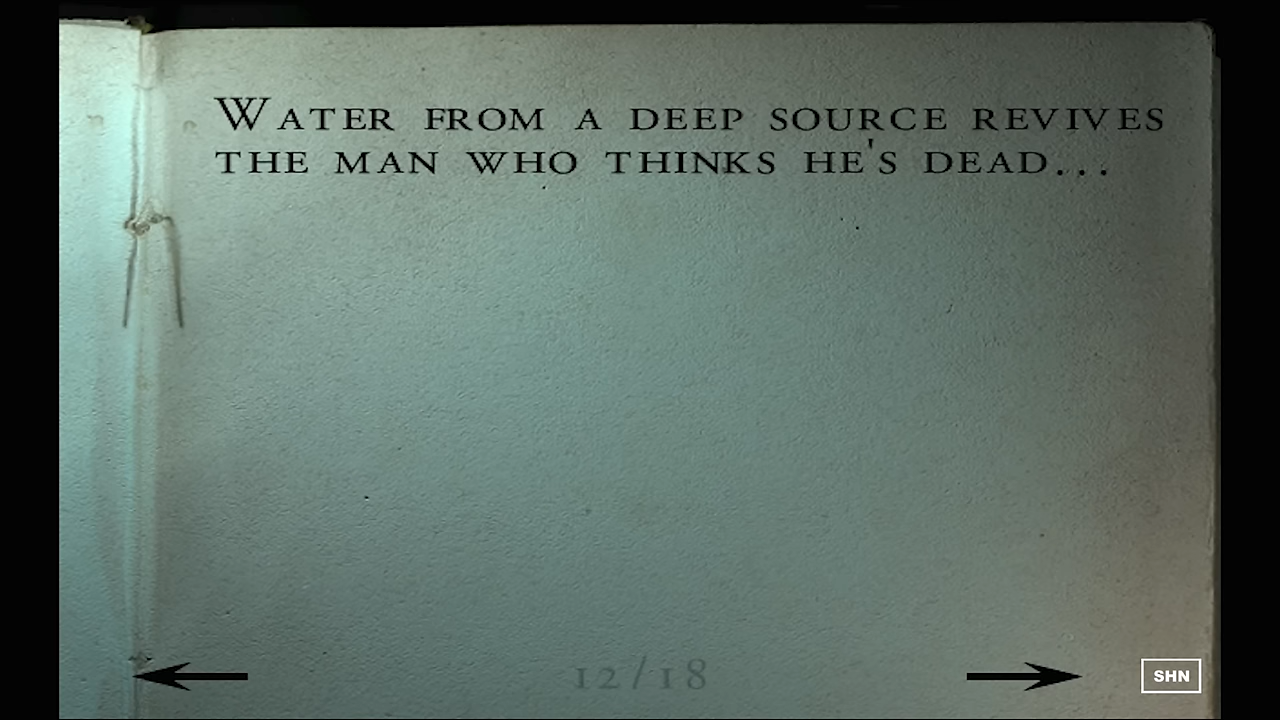 Water from a deep source revives
the man who thinks he's dead...
12/18
SHN